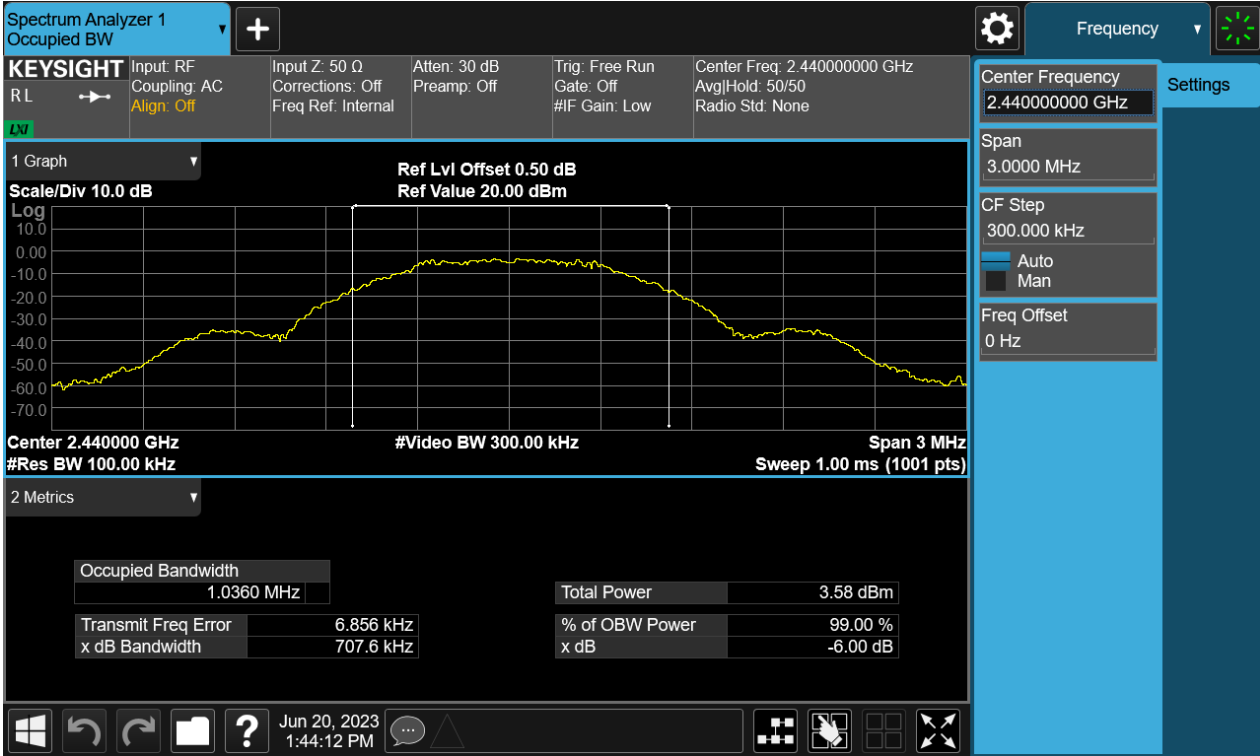 Spectrum Analyzer 1
Occupied BW
▼
+
Frequency
▼
KEYSIGHT
R L
LXI
Input: RF
Coupling: AC
Align: Off
Input Z: 50 Ω
Corrections: Off
Freq Ref: Internal
Atten: 30 dB
Preamp: Off
Trig: Free Run
Gate: Off
#IF Gain: Low
Center Freq: 2.440000000 GHz
Avg|Hold: 50/50
Radio Std: None
Center Frequency
2.440000000 GHz
Settings
Span
3.0000 MHz
CF Step
300.000 kHz
Auto
Man
Freq Offset
0 Hz
1 Graph ▼
Scale/Div 10.0 dB
Ref Lvl Offset 0.50 dB
Ref Value 20.00 dBm
Log
10.0
0.00
-10.0
-20.0
-30.0
-40.0
-50.0
-60.0
-70.0
Center 2.440000 GHz #Video BW 300.00 kHz Span 3 MHz
#Res BW 100.00 kHz Sweep 1.00 ms (1001 pts)
2 Metrics ▼
Occupied Bandwidth
1.0360 MHz
Total Power 3.58 dBm
Transmit Freq Error 6.856 kHz
% of OBW Power 99.00 %
x dB Bandwidth 707.6 kHz
x dB -6.00 dB
?
Jun 20, 2023
1:44:12 PM